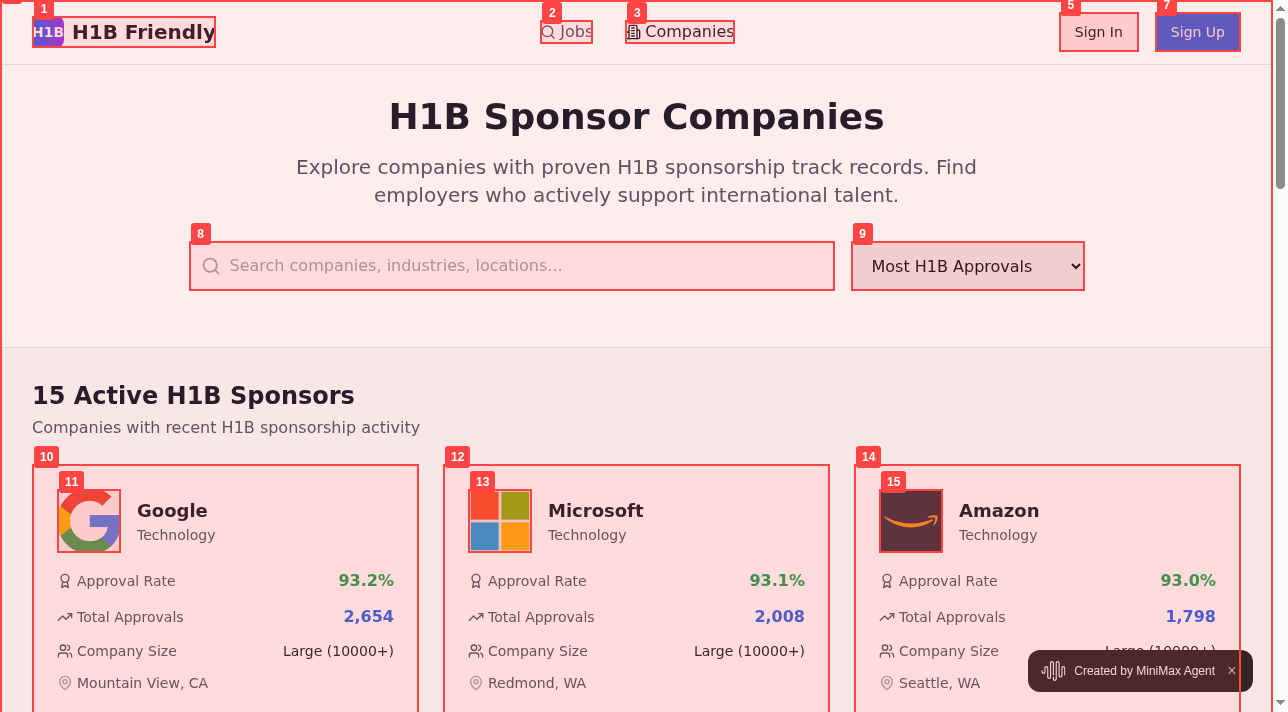 1
2
3
5
7
H1B
H1B Friendly
Jobs
Companies
Sign In
Sign Up
H1B Sponsor Companies
Explore companies with proven H1B sponsorship track records. Find
employers who actively support international talent.
8
9
Search companies, industries, locations...
Most H1B Approvals
15 Active H1B Sponsors
Companies with recent H1B sponsorship activity
10
11
Google
Technology
Approval Rate
93.2%
Total Approvals
2,654
Company Size
Large (10000+)
Mountain View, CA
12
13
Microsoft
Technology
Approval Rate
93.1%
Total Approvals
2,008
Company Size
Large (10000+)
Redmond, WA
14
15
Amazon
Technology
Approval Rate
93.0%
Total Approvals
1,798
Company Size
Large (10000+)
Seattle, WA
Created by MiniMax Agent ×